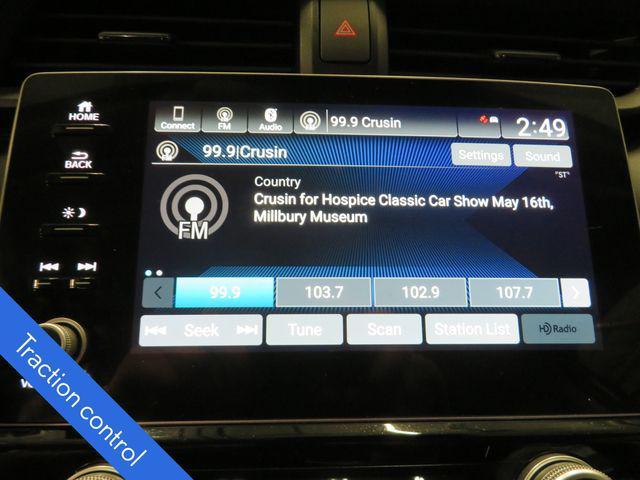 HOME
BACK
Connect
FM
Audio
99.9 Crusin
2:49
99.9|Crusin
Settings
Sound
FM
Country
"ST"
Crusin for Hospice Classic Car Show May 16th,
Millbury Museum
99.9
103.7
102.9
107.7
Seek
Tune
Scan
Station List
HD Radio
Traction control